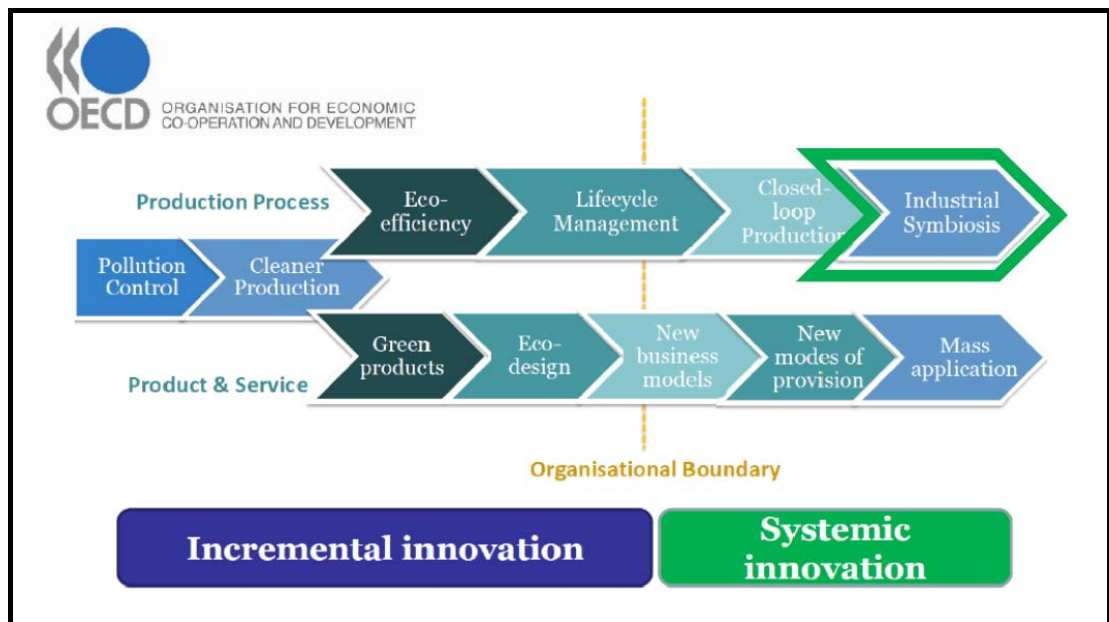 OECD
ORGANISATION FOR ECONOMIC
CO-OPERATION AND DEVELOPMENT
Production Process
Eco-
efficiency
Lifecycle
Management
Closed-
loop
Production
Industrial
Symbiosis
Pollution
Control
Cleaner
Production
Product & Service
Green
products
Eco-
design
New
business
models
New
modes of
provision
Mass
application
Organisational Boundary
Incremental innovation
Systemic
innovation